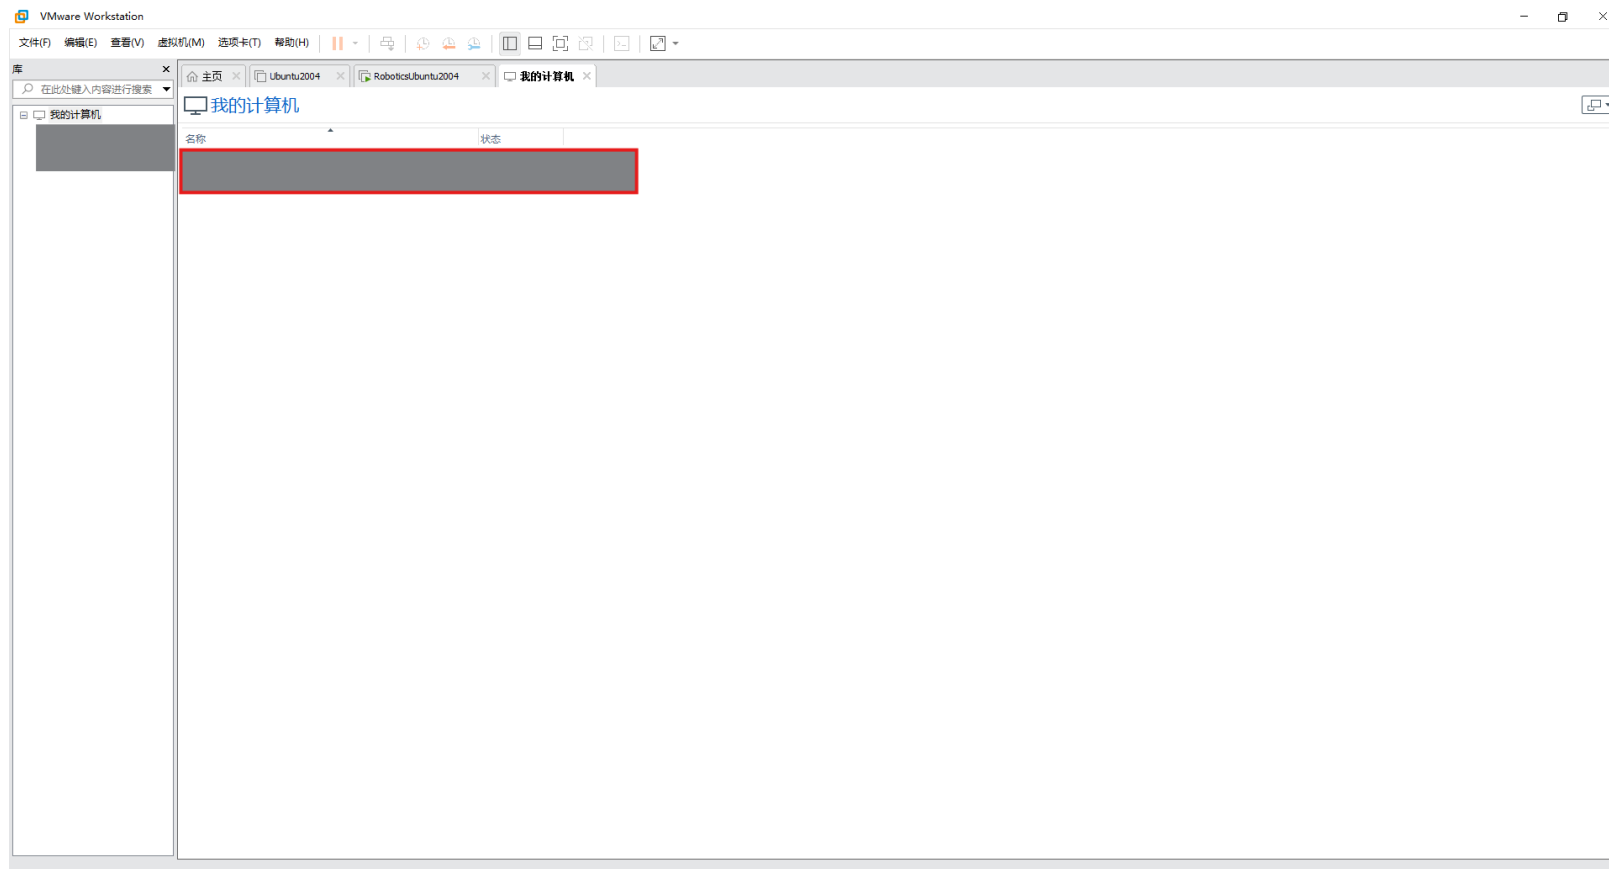 VMware Workstation
文件(F) 编辑(E) 查看(V) 虚拟机(M) 选项卡(T) 帮助(H)
库
主页 Ubuntu2004 RoboticsUbuntu2004 我的计算机
在此处键入内容进行搜索
我的计算机
我的计算机
名称 状态